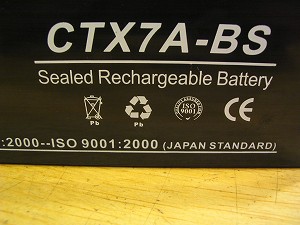 CTX7A-BS
Sealed Rechargeable Battery
Pb Pb ISO 9001 CE
:2000--ISO 9001:2000 (JAPAN STANDARD)